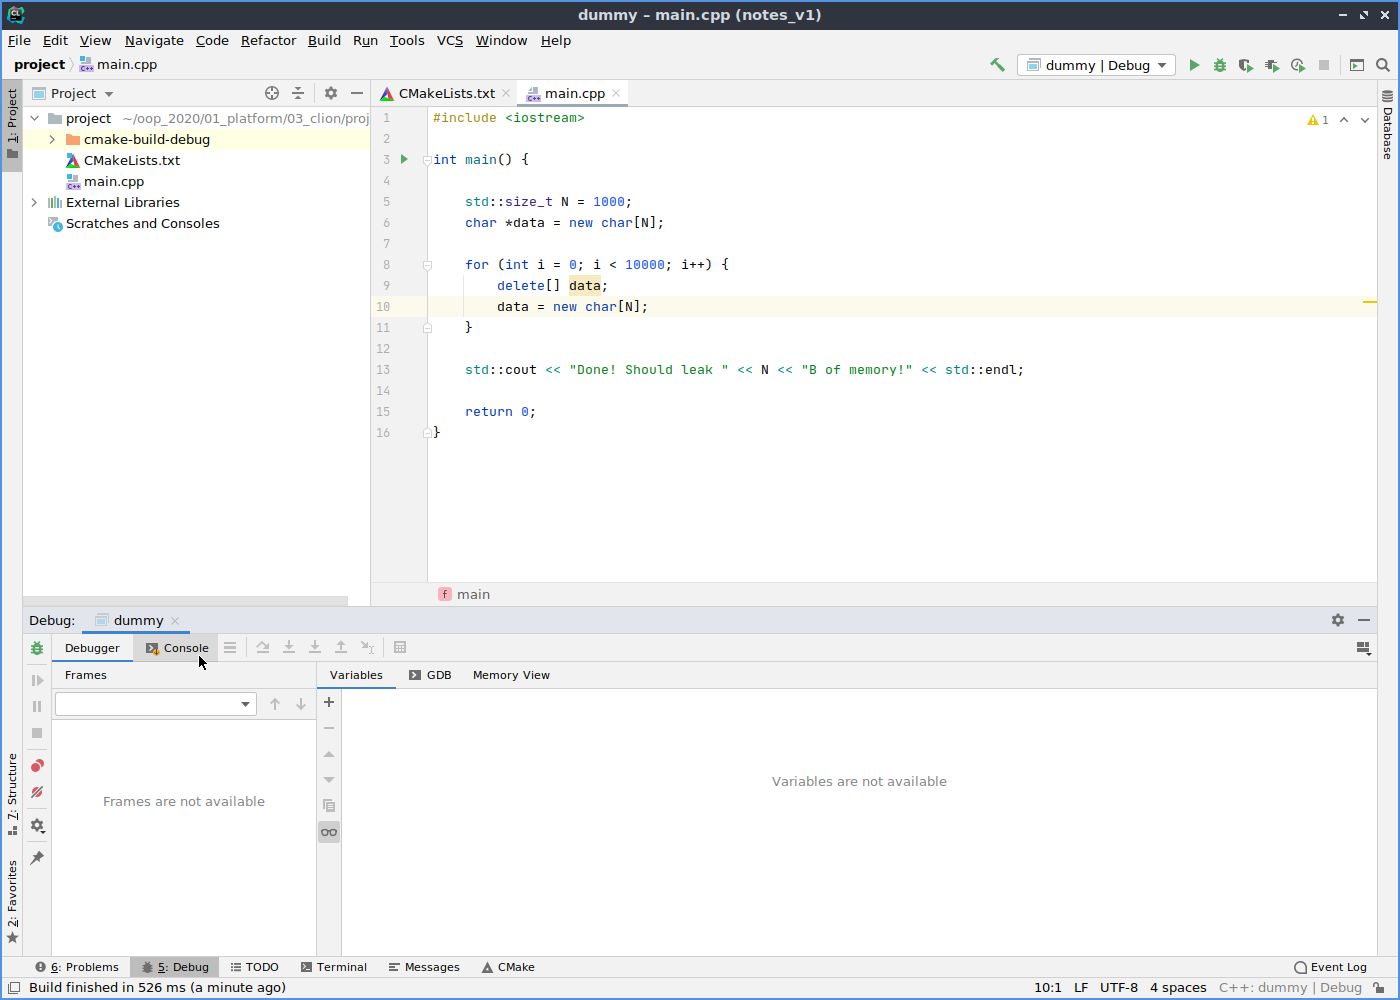 dummy – main.cpp (notes_v1)
File Edit View Navigate Code Refactor Build Run Tools VCS Window Help
project main.cpp dummy | Debug
1: Project
Project
CMakeLists.txt main.cpp
Database
project ~/oop_2020/01_platform/03_clion/proj
cmake-build-debug
CMakeLists.txt
main.cpp
External Libraries
Scratches and Consoles
1 #include <iostream>
1
2
3 int main() {
4
5 std::size_t N = 1000;
6 char *data = new char[N];
7
8 for (int i = 0; i < 10000; i++) {
9 delete[] data;
10 data = new char[N];
11 }
12
13 std::cout << "Done! Should leak " << N << "B of memory!" << std::endl;
14
15 return 0;
16 }
f main
Debug: dummy
Debugger Console
Frames Variables GDB Memory View
Frames are not available
Variables are not available
7: Structure
2: Favorites
6: Problems 5: Debug TODO Terminal Messages CMake Event Log
Build finished in 526 ms (a minute ago) 10:1 LF UTF-8 4 spaces C++: dummy | Debug